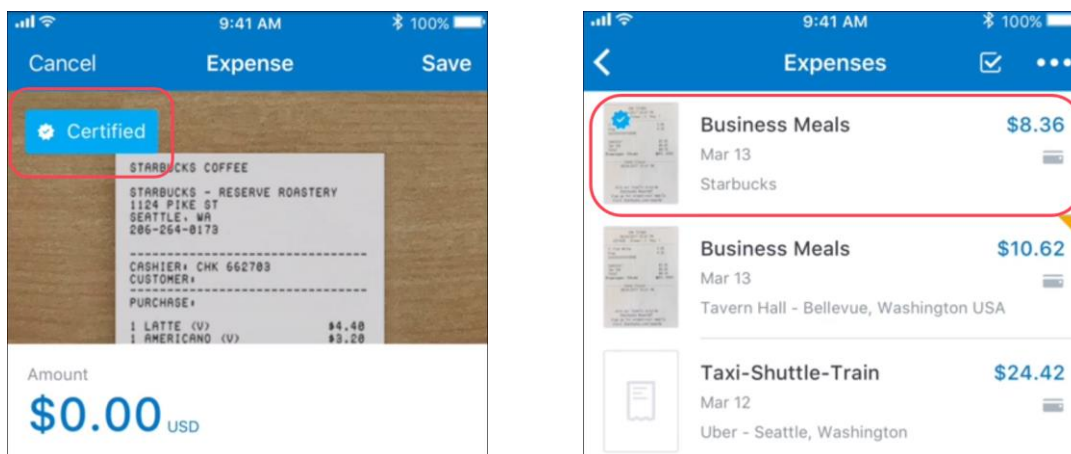 9:41 AM
100%
Cancel
Expense
Save
Certified
STARBUCKS COFFEE
STARBUCKS - RESERVE ROASTERY
1124 PIKE ST
SEATTLE, WA
206-264-0173
CASHIER: CHK 662703
CUSTOMER:
PURCHASE:
1 LATTE (V) $4.40
1 AMERICANO (V) $3.20
Amount
$0.00 USD
9:41 AM
100%
Expenses
Business Meals $8.36
Mar 13
Starbucks
Business Meals $10.62
Mar 13
Tavern Hall - Bellevue, Washington USA
Taxi-Shuttle-Train $24.42
Mar 12
Uber - Seattle, Washington